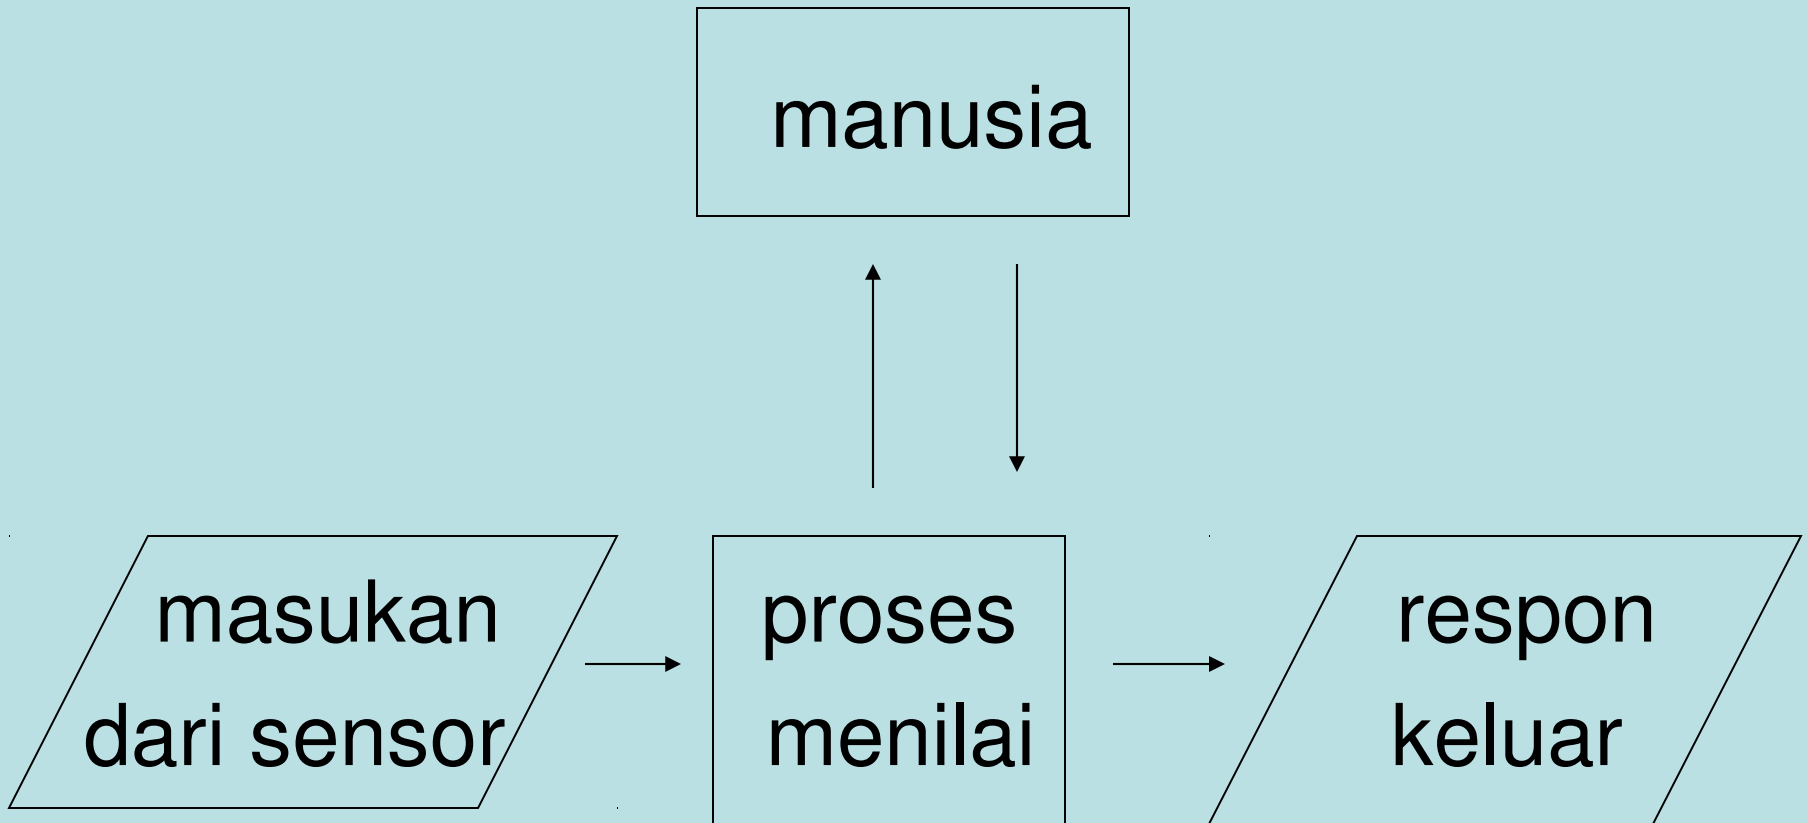 manusia
masukan
dari sensor
proses
menilai
respon
keluar